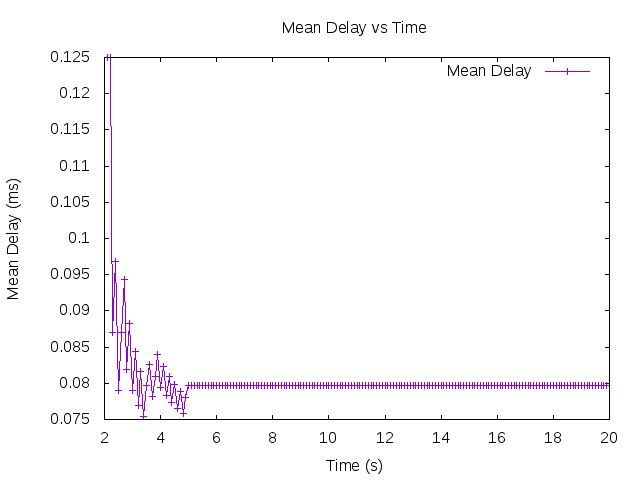 Mean Delay vs Time
Mean Delay
0.125
0.12
0.115
0.11
0.105
0.1
0.095
0.09
0.085
0.08
0.075
Mean Delay (ms)
2 4 6 8 10 12 14 16 18 20
Time (s)